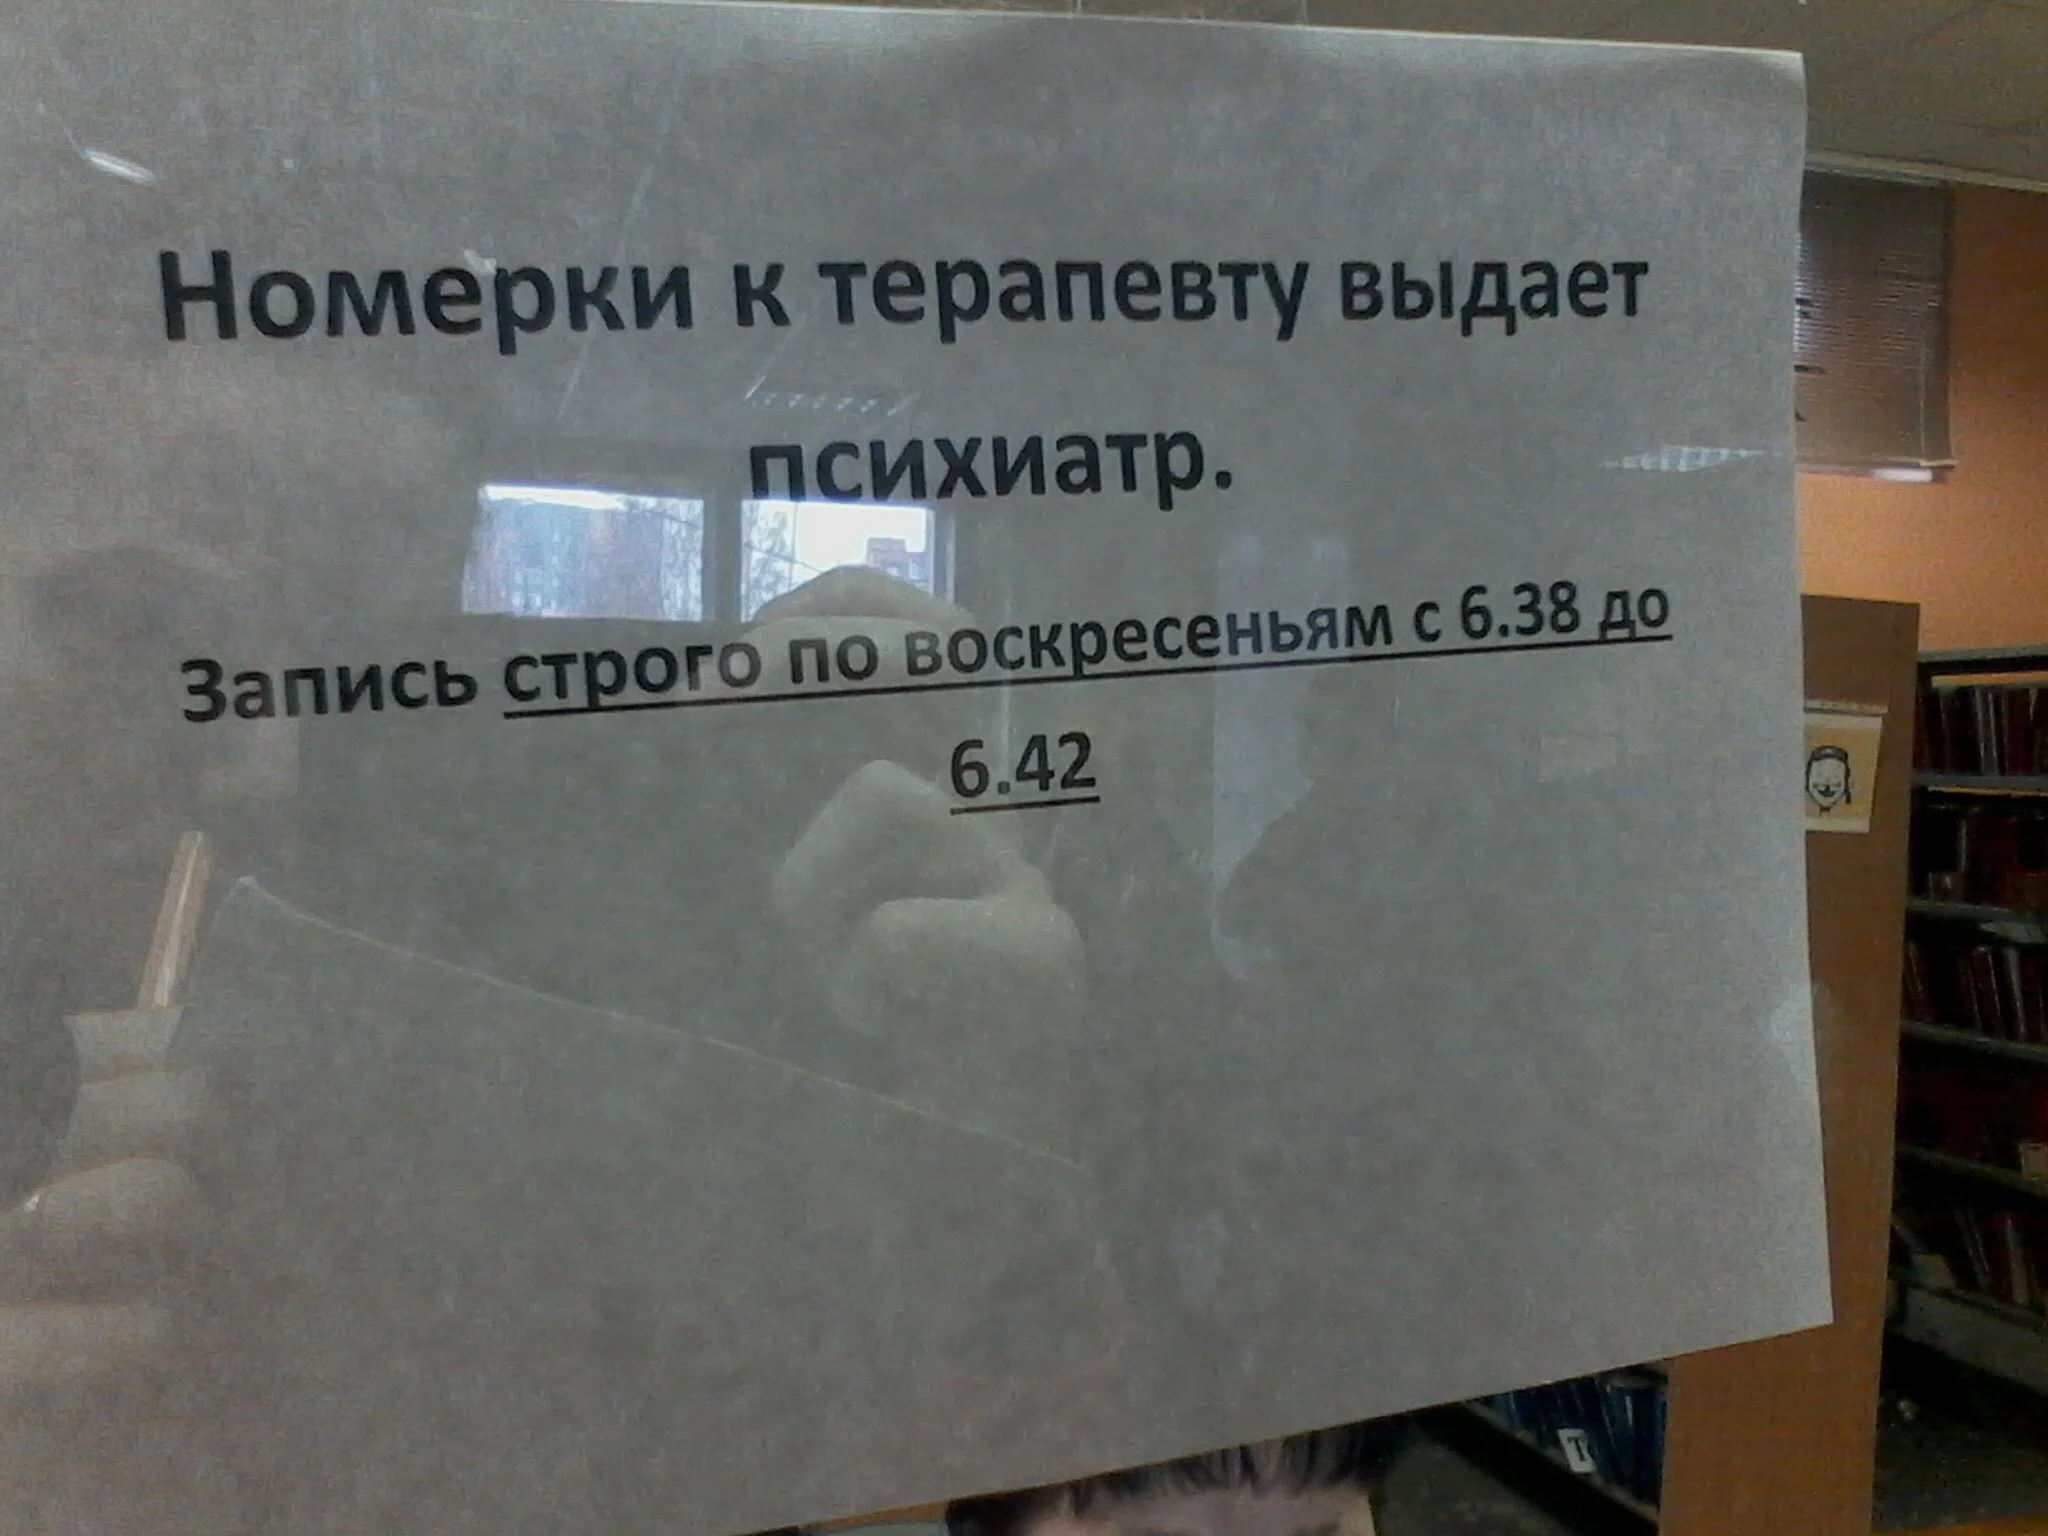 Номерки к терапевту выдает
психиатр.
Запись строго по воскресеньям с 6.38 до
6.42
T